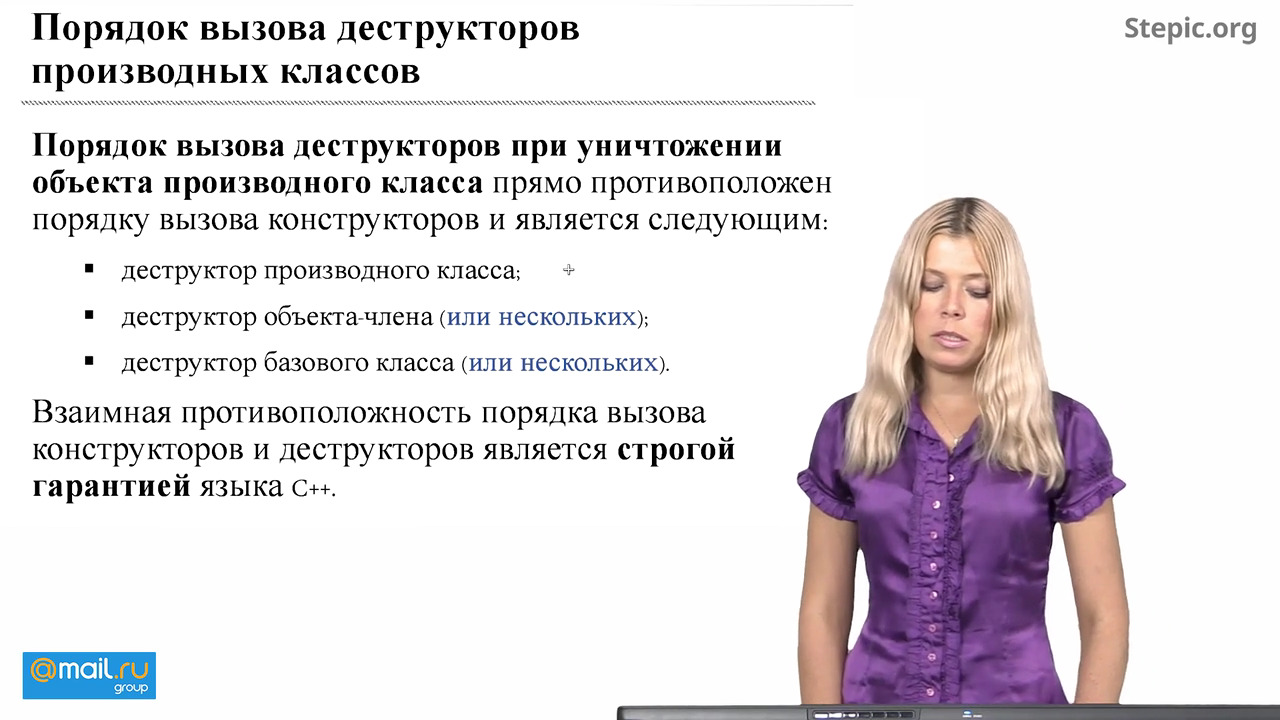 Порядок вызова деструкторов
производных классов
Stepic.org
Порядок вызова деструкторов при уничтожении
объекта производного класса прямо противоположен
порядку вызова конструкторов и является следующим:
▪ деструктор производного класса;
▪ деструктор объекта-члена (или нескольких);
▪ деструктор базового класса (или нескольких).
Взаимная противоположность порядка вызова
конструкторов и деструкторов является строгой
гарантией языка C++.
@mail.ru
group